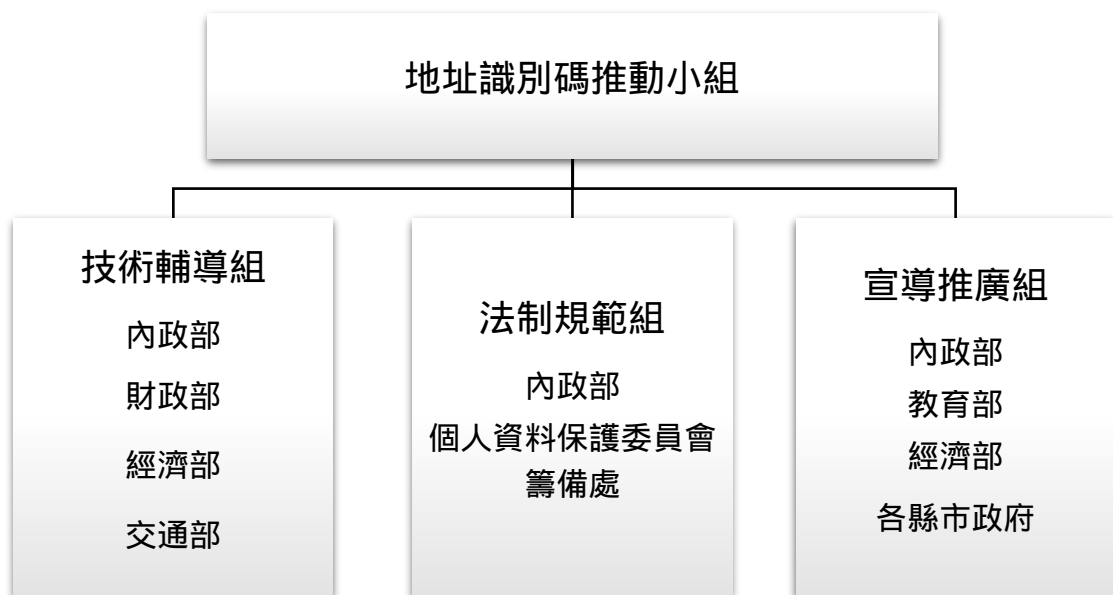 地址識別碼推動小組
技術輔導組
內政部
財政部
經濟部
交通部
法制規範組
內政部
個人資料保護委員會
籌備處
宣導推廣組
內政部
教育部
經濟部
各縣市政府